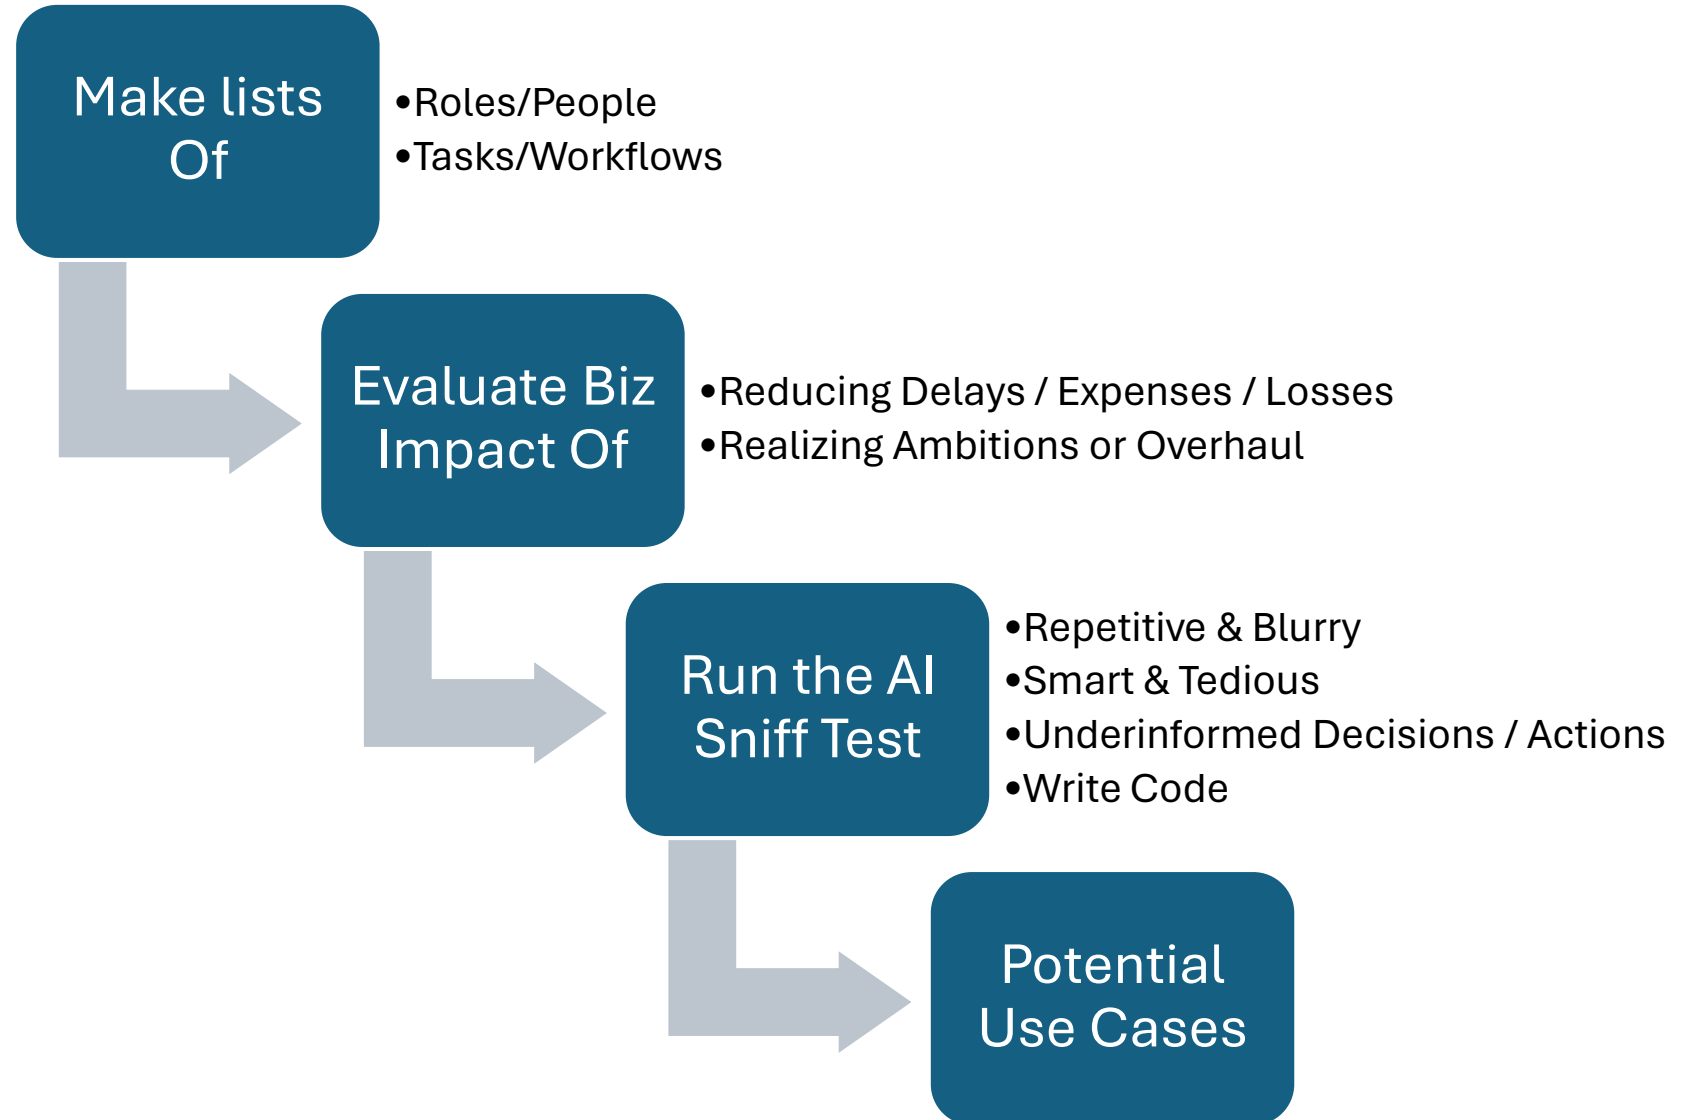 Make lists
Of
•Roles/People
•Tasks/Workflows
Evaluate Biz
Impact Of
•Reducing Delays / Expenses / Losses
•Realizing Ambitions or Overhaul
Run the AI
Sniff Test
•Repetitive & Blurry
•Smart & Tedious
•Underinformed Decisions / Actions
•Write Code
Potential
Use Cases